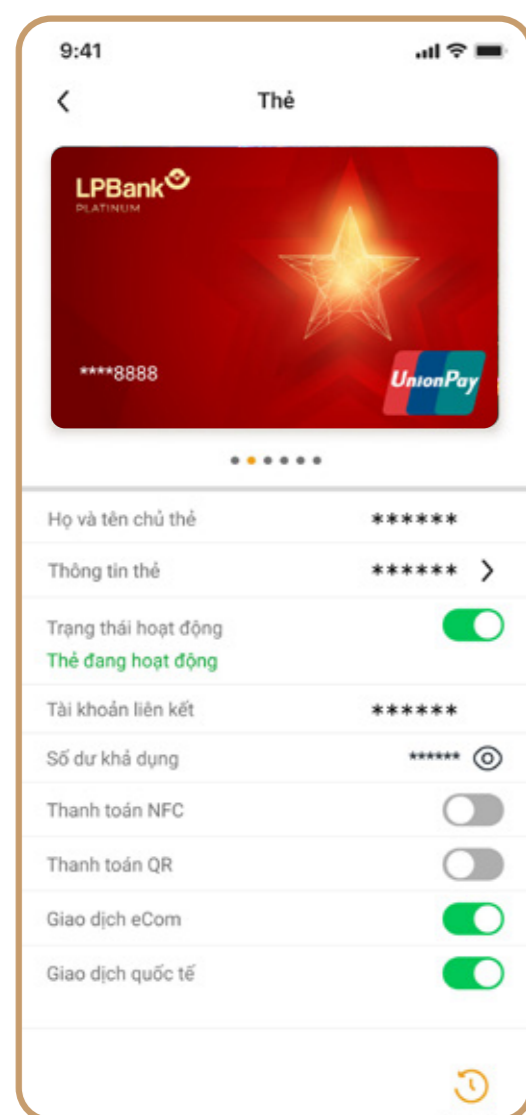 9:41
Thẻ
LPBank
PLATINUM
****8888
UnionPay
Họ và tên chủ thẻ ******
Thông tin thẻ ******
Trạng thái hoạt động
Thẻ đang hoạt động
Tài khoản liên kết ******
Số dư khả dụng ******
Thanh toán NFC
Thanh toán QR
Giao dịch eCom
Giao dịch quốc tế